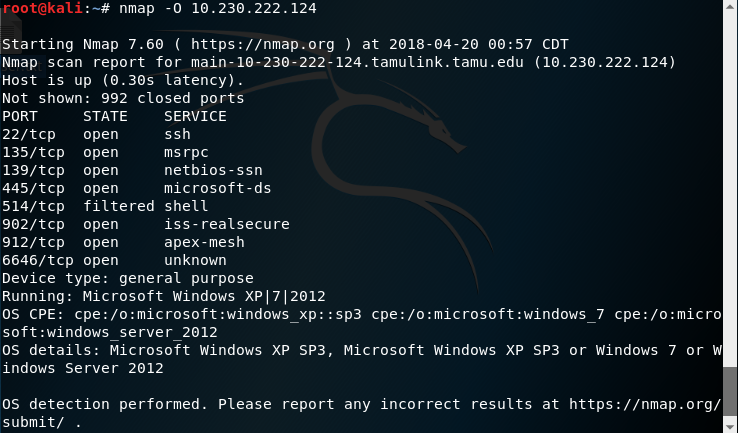 root@kali:~# nmap -O 10.230.222.124
Starting Nmap 7.60 ( https://nmap.org ) at 2018-04-20 00:57 CDT
Nmap scan report for main-10-230-222-124.tamulink.tamu.edu (10.230.222.124)
Host is up (0.30s latency).
Not shown: 992 closed ports
PORT     STATE    SERVICE
22/tcp   open     ssh
135/tcp  open     msrpc
139/tcp  open     netbios-ssn
445/tcp  open     microsoft-ds
514/tcp  filtered shell
902/tcp  open     iss-realsecure
912/tcp  open     apex-mesh
6646/tcp open     unknown
Device type: general purpose
Running: Microsoft Windows XP|7|2012
OS CPE: cpe:/o:microsoft:windows_xp::sp3 cpe:/o:microsoft:windows_7 cpe:/o:micro
soft:windows_server_2012
OS details: Microsoft Windows XP SP3, Microsoft Windows XP SP3 or Windows 7 or W
indows Server 2012
OS detection performed. Please report any incorrect results at https://nmap.org/
submit/ .